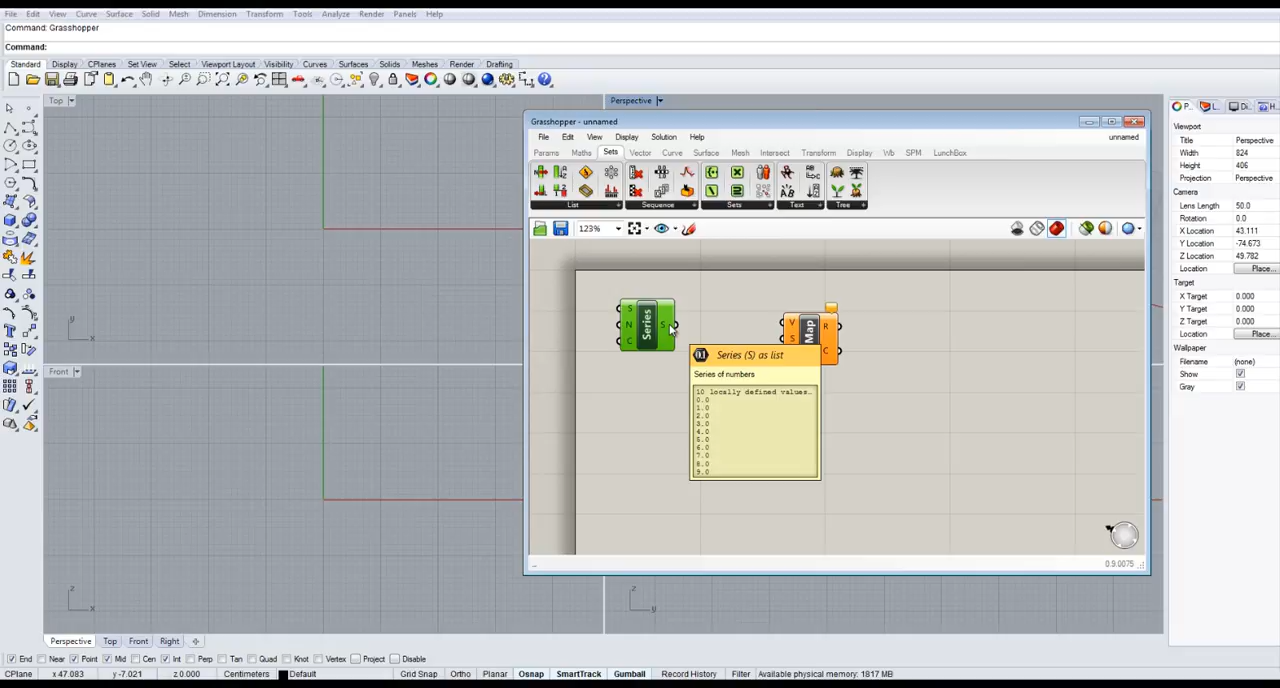 File Edit View Curve Surface Solid Mesh Dimension Transform Tools Analyze Render Panels Help
Command: Grasshopper
Command:
Standard Display CPlanes Set View Select Viewport Layout Visibility Curves Surfaces Solids Meshes Render Drafting
Top
Perspective
P... L... Di... H
Grasshopper - unnamed
File Edit View Display Solution Help
unnamed
Params Maths Sets Vector Curve Surface Mesh Intersect Transform Display Wb SPM LunchBox
List Sequence Sets Text Tree
123%
S
N
C
Series
S
V
S
Map
R
C
Series (S) as list
Series of numbers
10 locally defined values...
0.0
1.0
2.0
3.0
4.0
5.0
6.0
7.0
8.0
9.0
0.9.0075
Viewport
Title Perspective
Width 824
Height 406
Projection Perspective
Camera
Lens Length 50.0
Rotation 0.0
X Location 43.111
Y Location -74.673
Z Location 49.782
Location Place...
Target
X Target 0.000
Y Target 0.000
Z Target 0.000
Location Place...
Wallpaper
Filename (none)
Show
Gray
y
x
Front
z
x
z
y
Perspective Top Front Right
End Near Point Mid Cen Int Perp Tan Quad Knot Vertex Project Disable
CPlane x 47.083 y -7.021 z 0.000 Centimeters Default Grid Snap Ortho Planar Osnap SmartTrack Gumball Record History Filter Available physical memory: 1817 MB